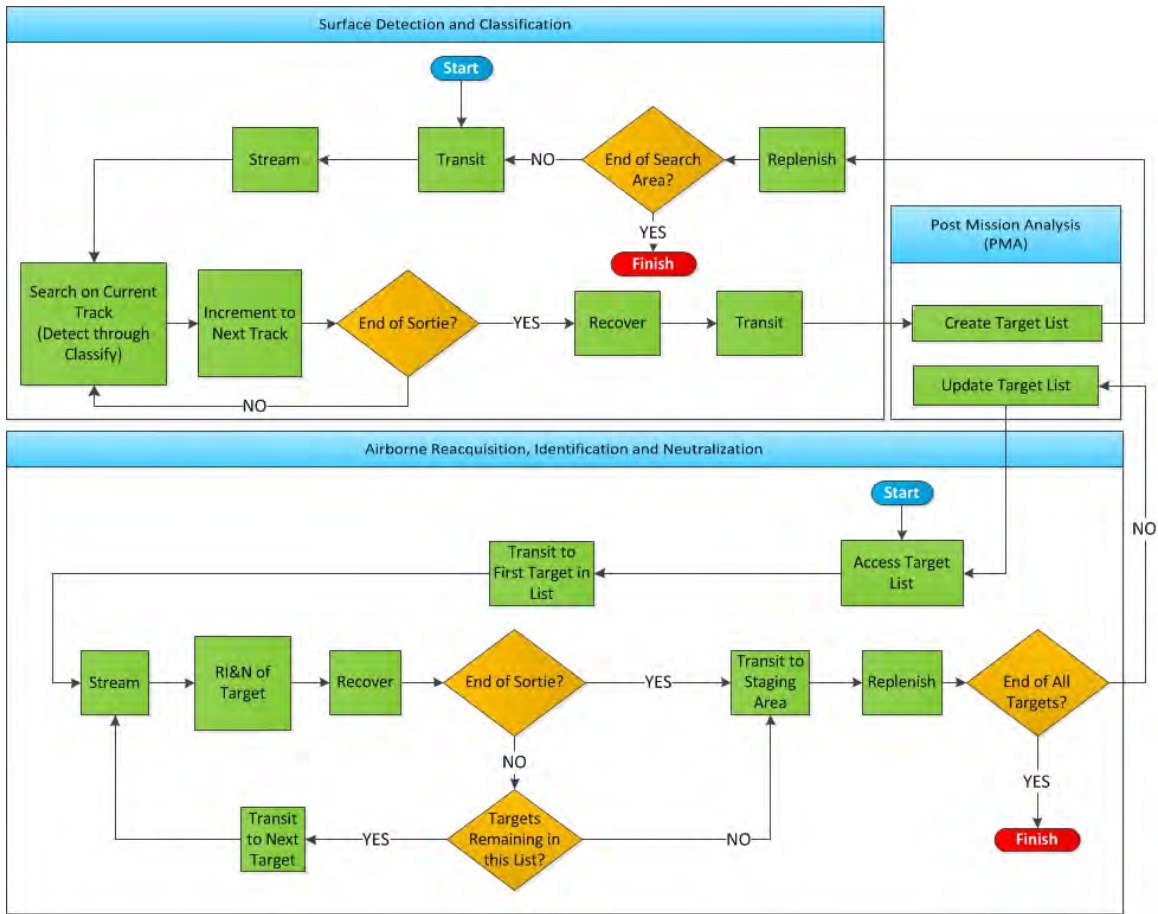 Surface Detection and Classification
Start
Stream
Transit
NO
End of Search
Area?
Replenish
YES
Finish
Post Mission Analysis
(PMA)
Search on Current
Track
(Detect through
Classify)
Increment to
Next Track
End of Sortie?
YES
Recover
Transit
Create Target List
NO
Update Target List
Airborne Reacquisition, Identification and Neutralization
Start
NO
Transit to
First Target in
List
Access Target
List
Stream
RI&N of
Target
Recover
End of Sortie?
YES
Transit to
Staging
Area
Replenish
End of All
Targets?
NO
YES
Transit
to Next
Target
YES
Targets
Remaining in
this List?
NO
Finish